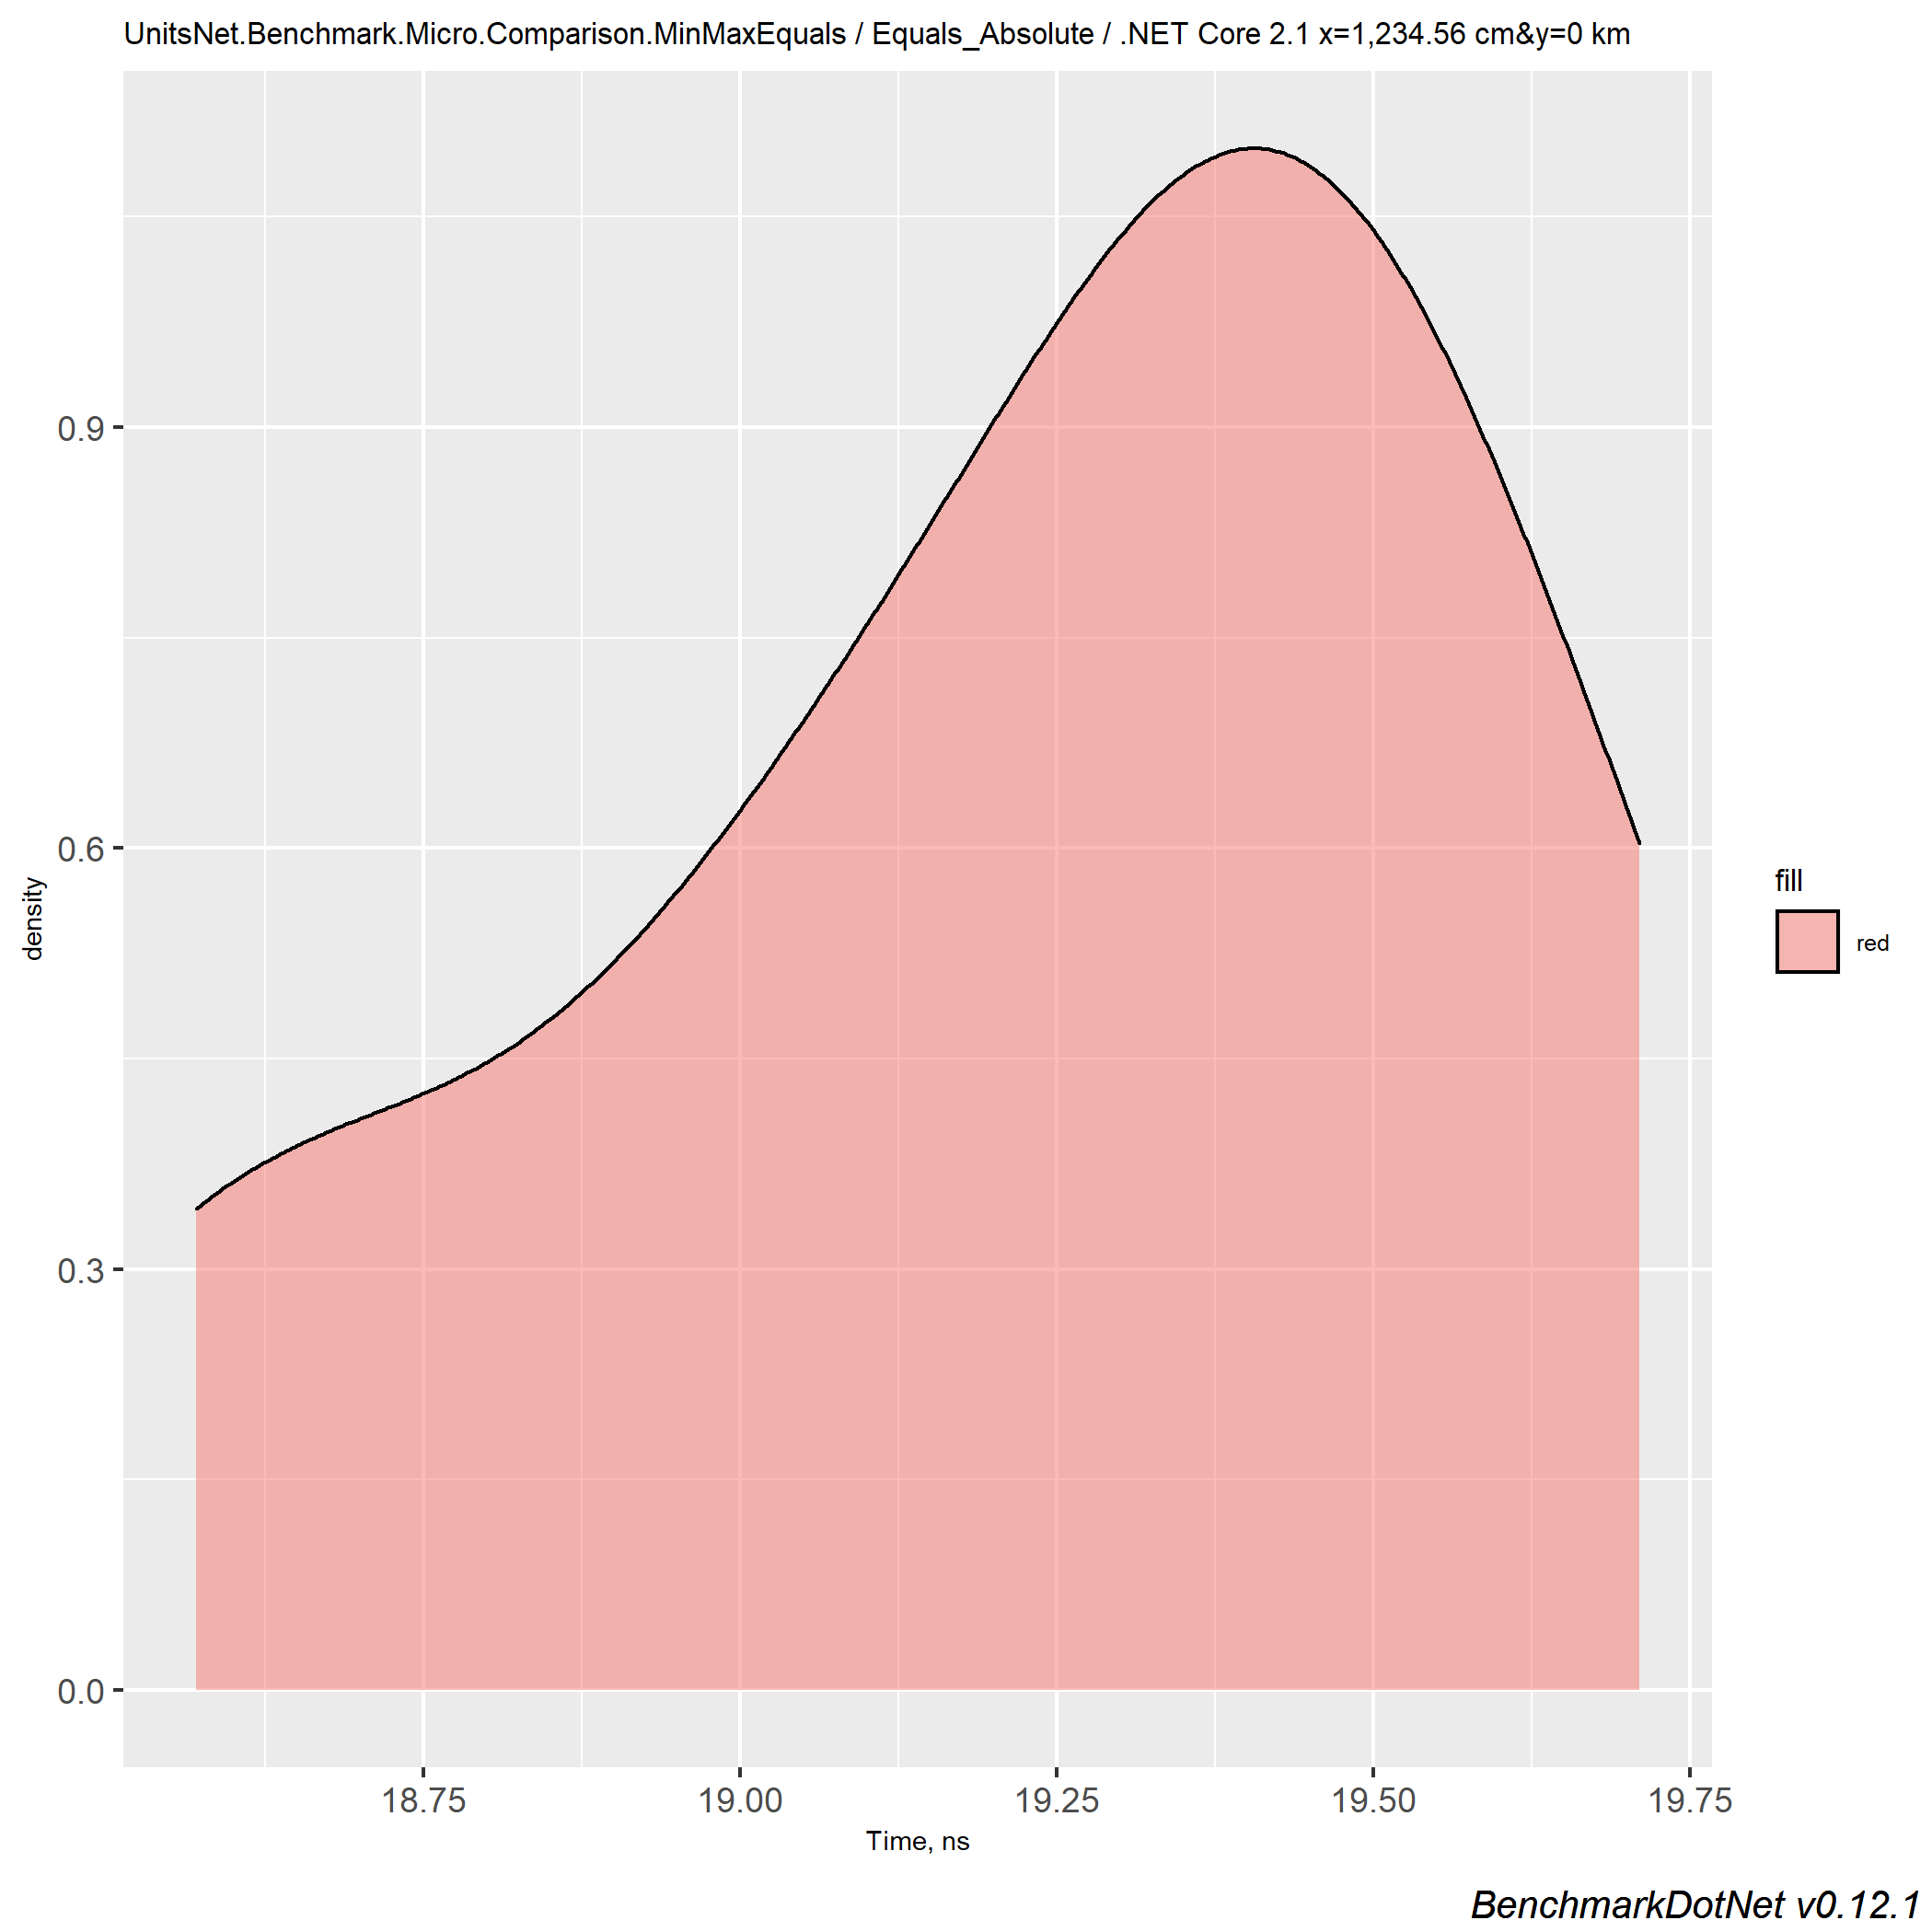 UnitsNet.Benchmark.Micro.Comparison.MinMaxEquals / Equals_Absolute / .NET Core 2.1 x=1,234.56 cm&y=0 km
0.9
0.6
0.3
0.0
density
18.75 19.00 19.25 19.50 19.75
Time, ns
fill
red
BenchmarkDotNet v0.12.1